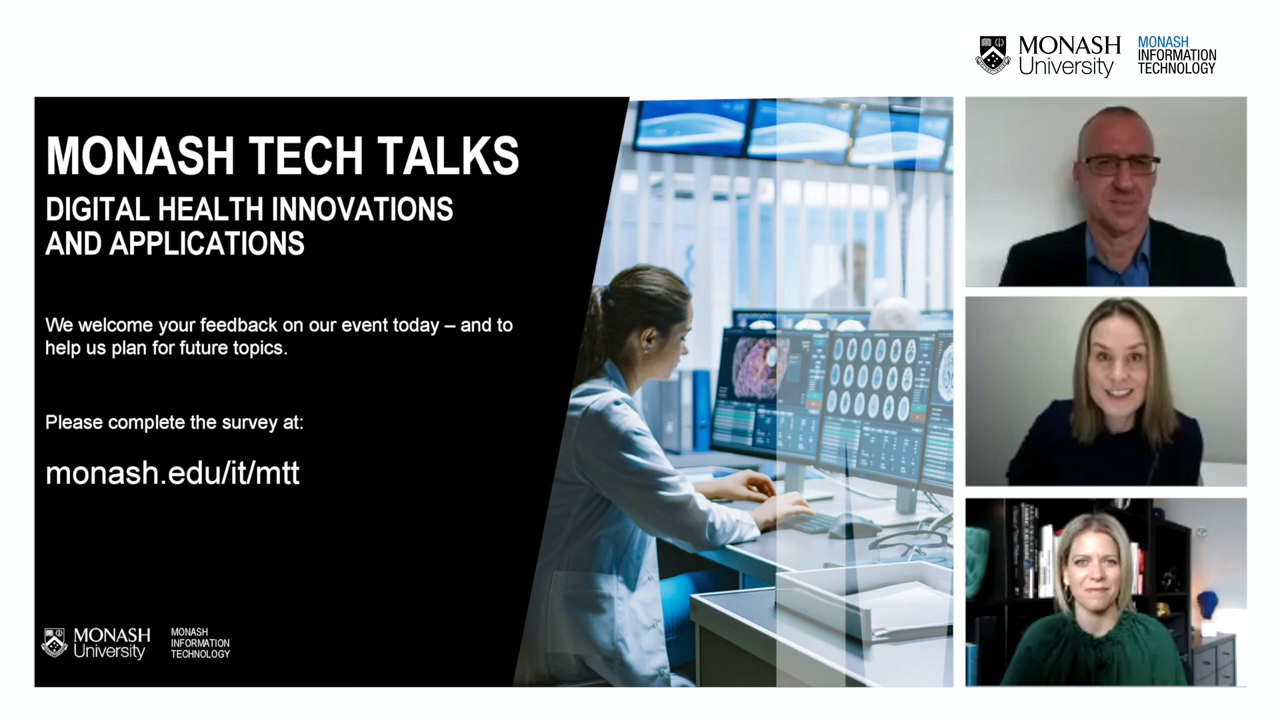 MONASH
University
MONASH
INFORMATION
TECHNOLOGY
MONASH TECH TALKS
DIGITAL HEALTH INNOVATIONS
AND APPLICATIONS
We welcome your feedback on our event today – and to
help us plan for future topics.
Please complete the survey at:
monash.edu/it/mtt
MONASH
University
MONASH
INFORMATION
TECHNOLOGY